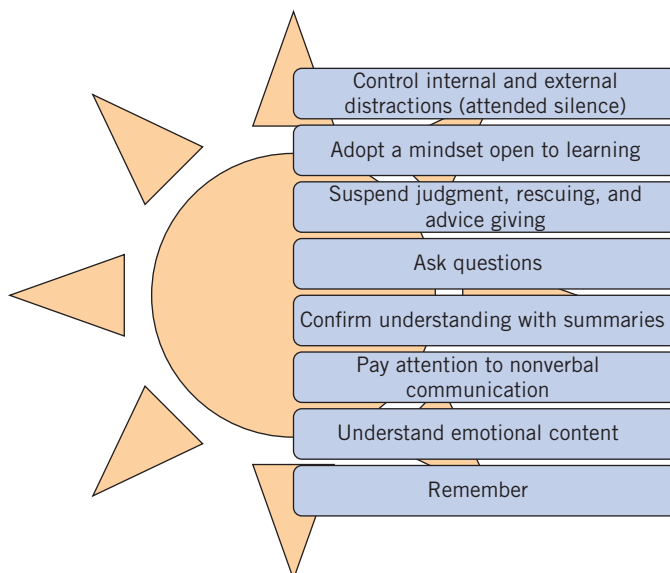 Control internal and external
distractions (attended silence)
Adopt a mindset open to learning
Suspend judgment, rescuing, and
advice giving
Ask questions
Confirm understanding with summaries
Pay attention to nonverbal
communication
Understand emotional content
Remember